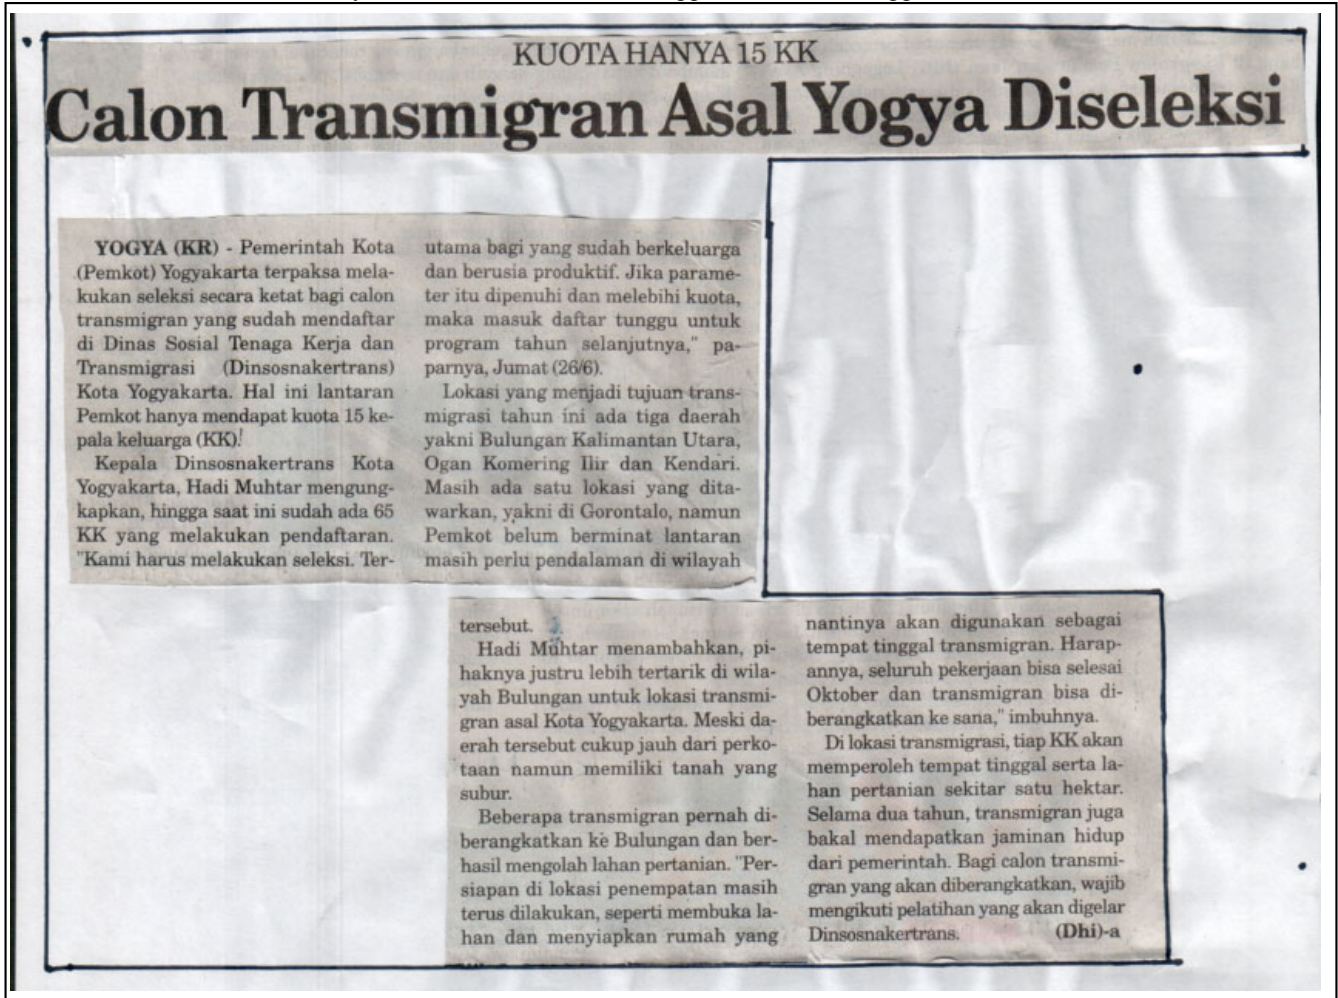 KUOTA HANYA 15 KK
Calon Transmigran Asal Yogya Diseleksi
YOGYA (KR) - Pemerintah Kota
(Pemkot) Yogyakarta terpaksa mela-
kukan seleksi secara ketat bagi calon
transmigran yang sudah mendaftar
di Dinas Sosial Tenaga Kerja dan
Transmigrasi (Dinsosnakertrans)
Kota Yogyakarta. Hal ini lantaran
Pemkot hanya mendapat kuota 15 ke-
pala keluarga (KK).
Kepala Dinsosnakertrans Kota
Yogyakarta, Hadi Muhtar mengung-
kapkan, hingga saat ini sudah ada 65
KK yang melakukan pendaftaran.
"Kami harus melakukan seleksi. Ter-
utama bagi yang sudah berkeluarga
dan berusia produktif. Jika parame-
ter itu dipenuhi dan melebihi kuota,
maka masuk daftar tunggu untuk
program tahun selanjutnya," pa-
parnya, Jumat (26/6).
Lokasi yang menjadi tujuan trans-
migrasi tahun ini ada tiga daerah
yakni Bulungan Kalimantan Utara,
Ogan Komering Ilir dan Kendari.
Masih ada satu lokasi yang dita-
warkan, yakni di Gorontalo, namun
Pemkot belum berminat lantaran
masih perlu pendalaman di wilayah
tersebut.
Hadi Muhtar menambahkan, pi-
haknya justru lebih tertarik di wila-
yah Bulungan untuk lokasi transmi-
gran asal Kota Yogyakarta. Meski da-
erah tersebut cukup jauh dari perko-
taan namun memiliki tanah yang
subur.
Beberapa transmigran pernah di-
berangkatkan ke Bulungan dan ber-
hasil mengolah lahan pertanian. "Per-
siapan di lokasi penempatan masih
terus dilakukan, seperti membuka la-
han dan menyiapkan rumah yang
nantinya akan digunakan sebagai
tempat tinggal transmigran. Harap-
annya, seluruh pekerjaan bisa selesai
Oktober dan transmigran bisa di-
berangkatkan ke sana," imbuhnya.
Di lokasi transmigrasi, tiap KK akan
memperoleh tempat tinggal serta la-
han pertanian sekitar satu hektar.
Selama dua tahun, transmigran juga
bakal mendapatkan jaminan hidup
dari pemerintah. Bagi calon transmi-
gran yang akan diberangkatkan, wajib
mengikuti pelatihan yang akan digelar
Dinsosnakertrans. (Dhi)-a